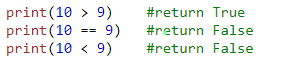 print(10 > 9)    #return True
print(10 == 9)   #return False
print(10 < 9)    #return False